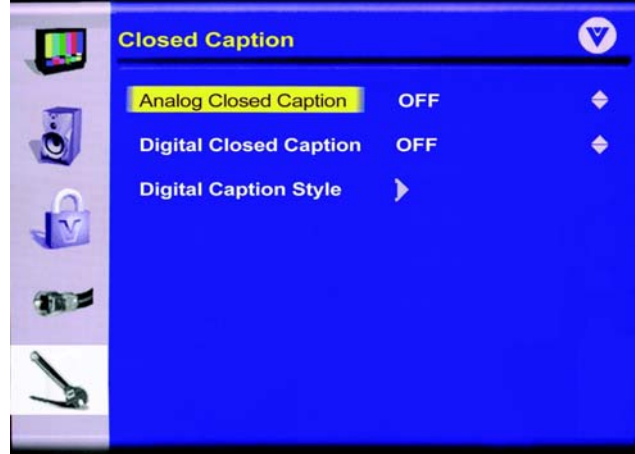 Closed Caption
Analog Closed Caption OFF
Digital Closed Caption OFF
Digital Caption Style